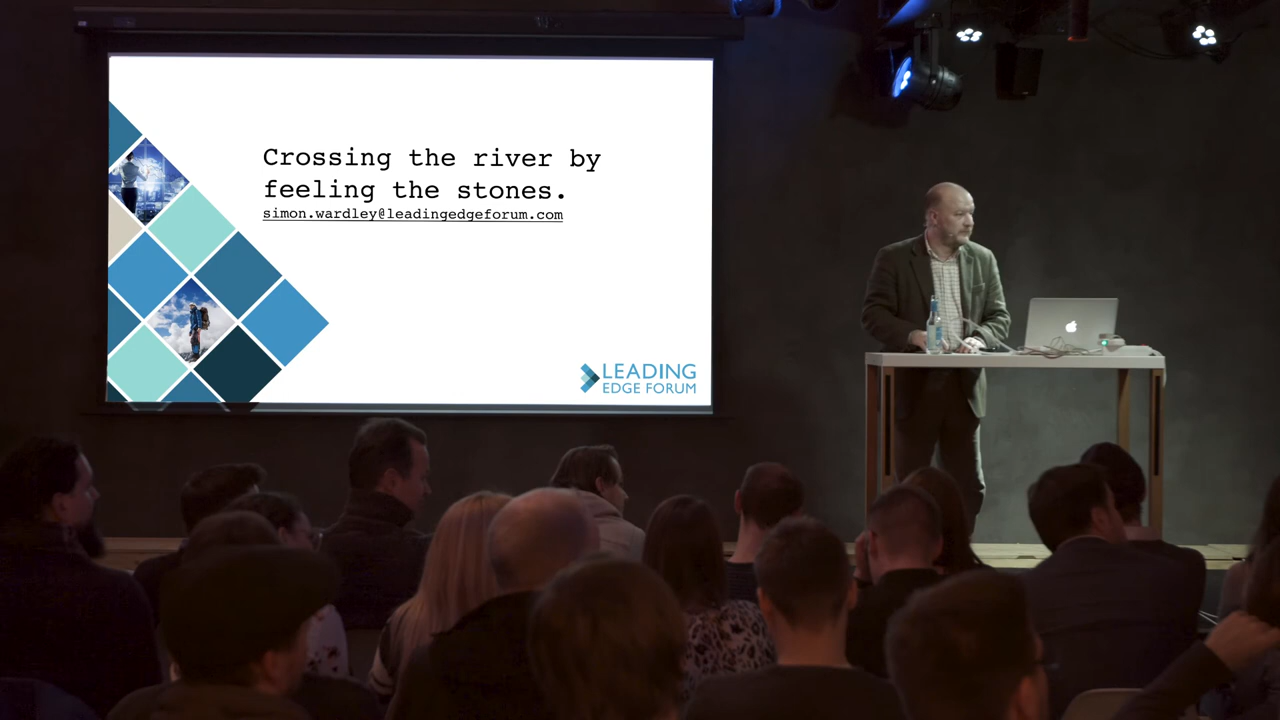 Crossing the river by
feeling the stones.
simon.wardley@leadingedgeforum.com
LEADING
EDGE FORUM